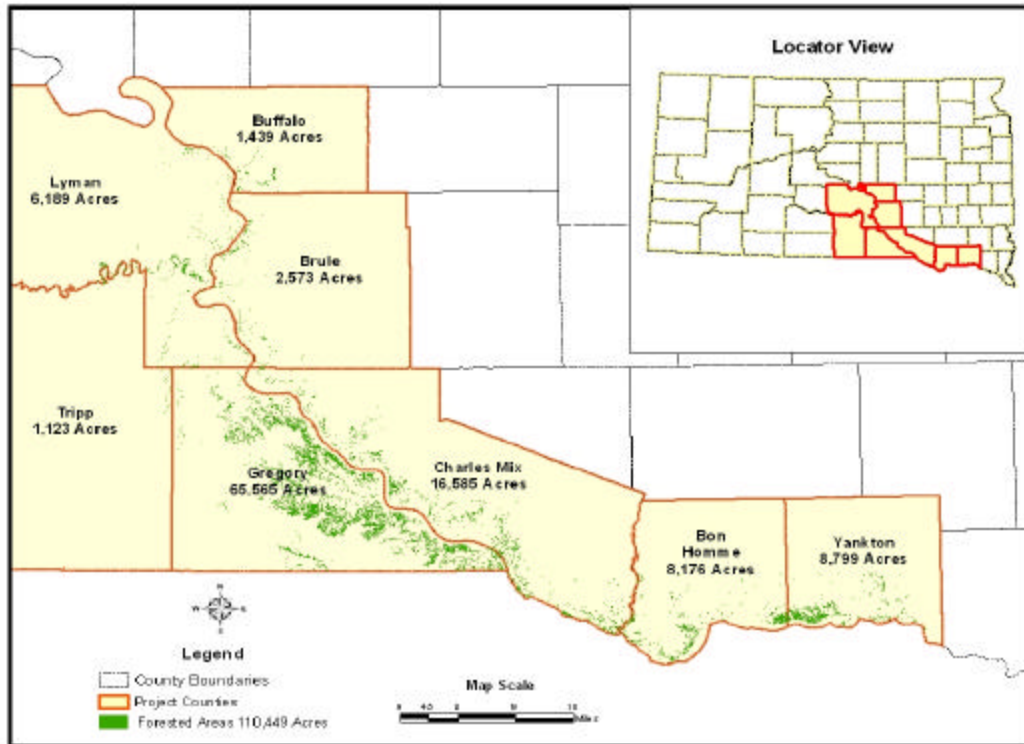 Locator View
Buffalo
1,439 Acres
Lyman
6,189 Acres
Brule
2,573 Acres
Tripp
1,123 Acres
Gregory
65,565 Acres
Charles Mix
16,585 Acres
Bon
Homme
8,176 Acres
Yankton
8,799 Acres
N
W
E
S
Legend
County Boundaries
Project Counties
Forested Areas 110,449 Acres
Map Scale
Miles